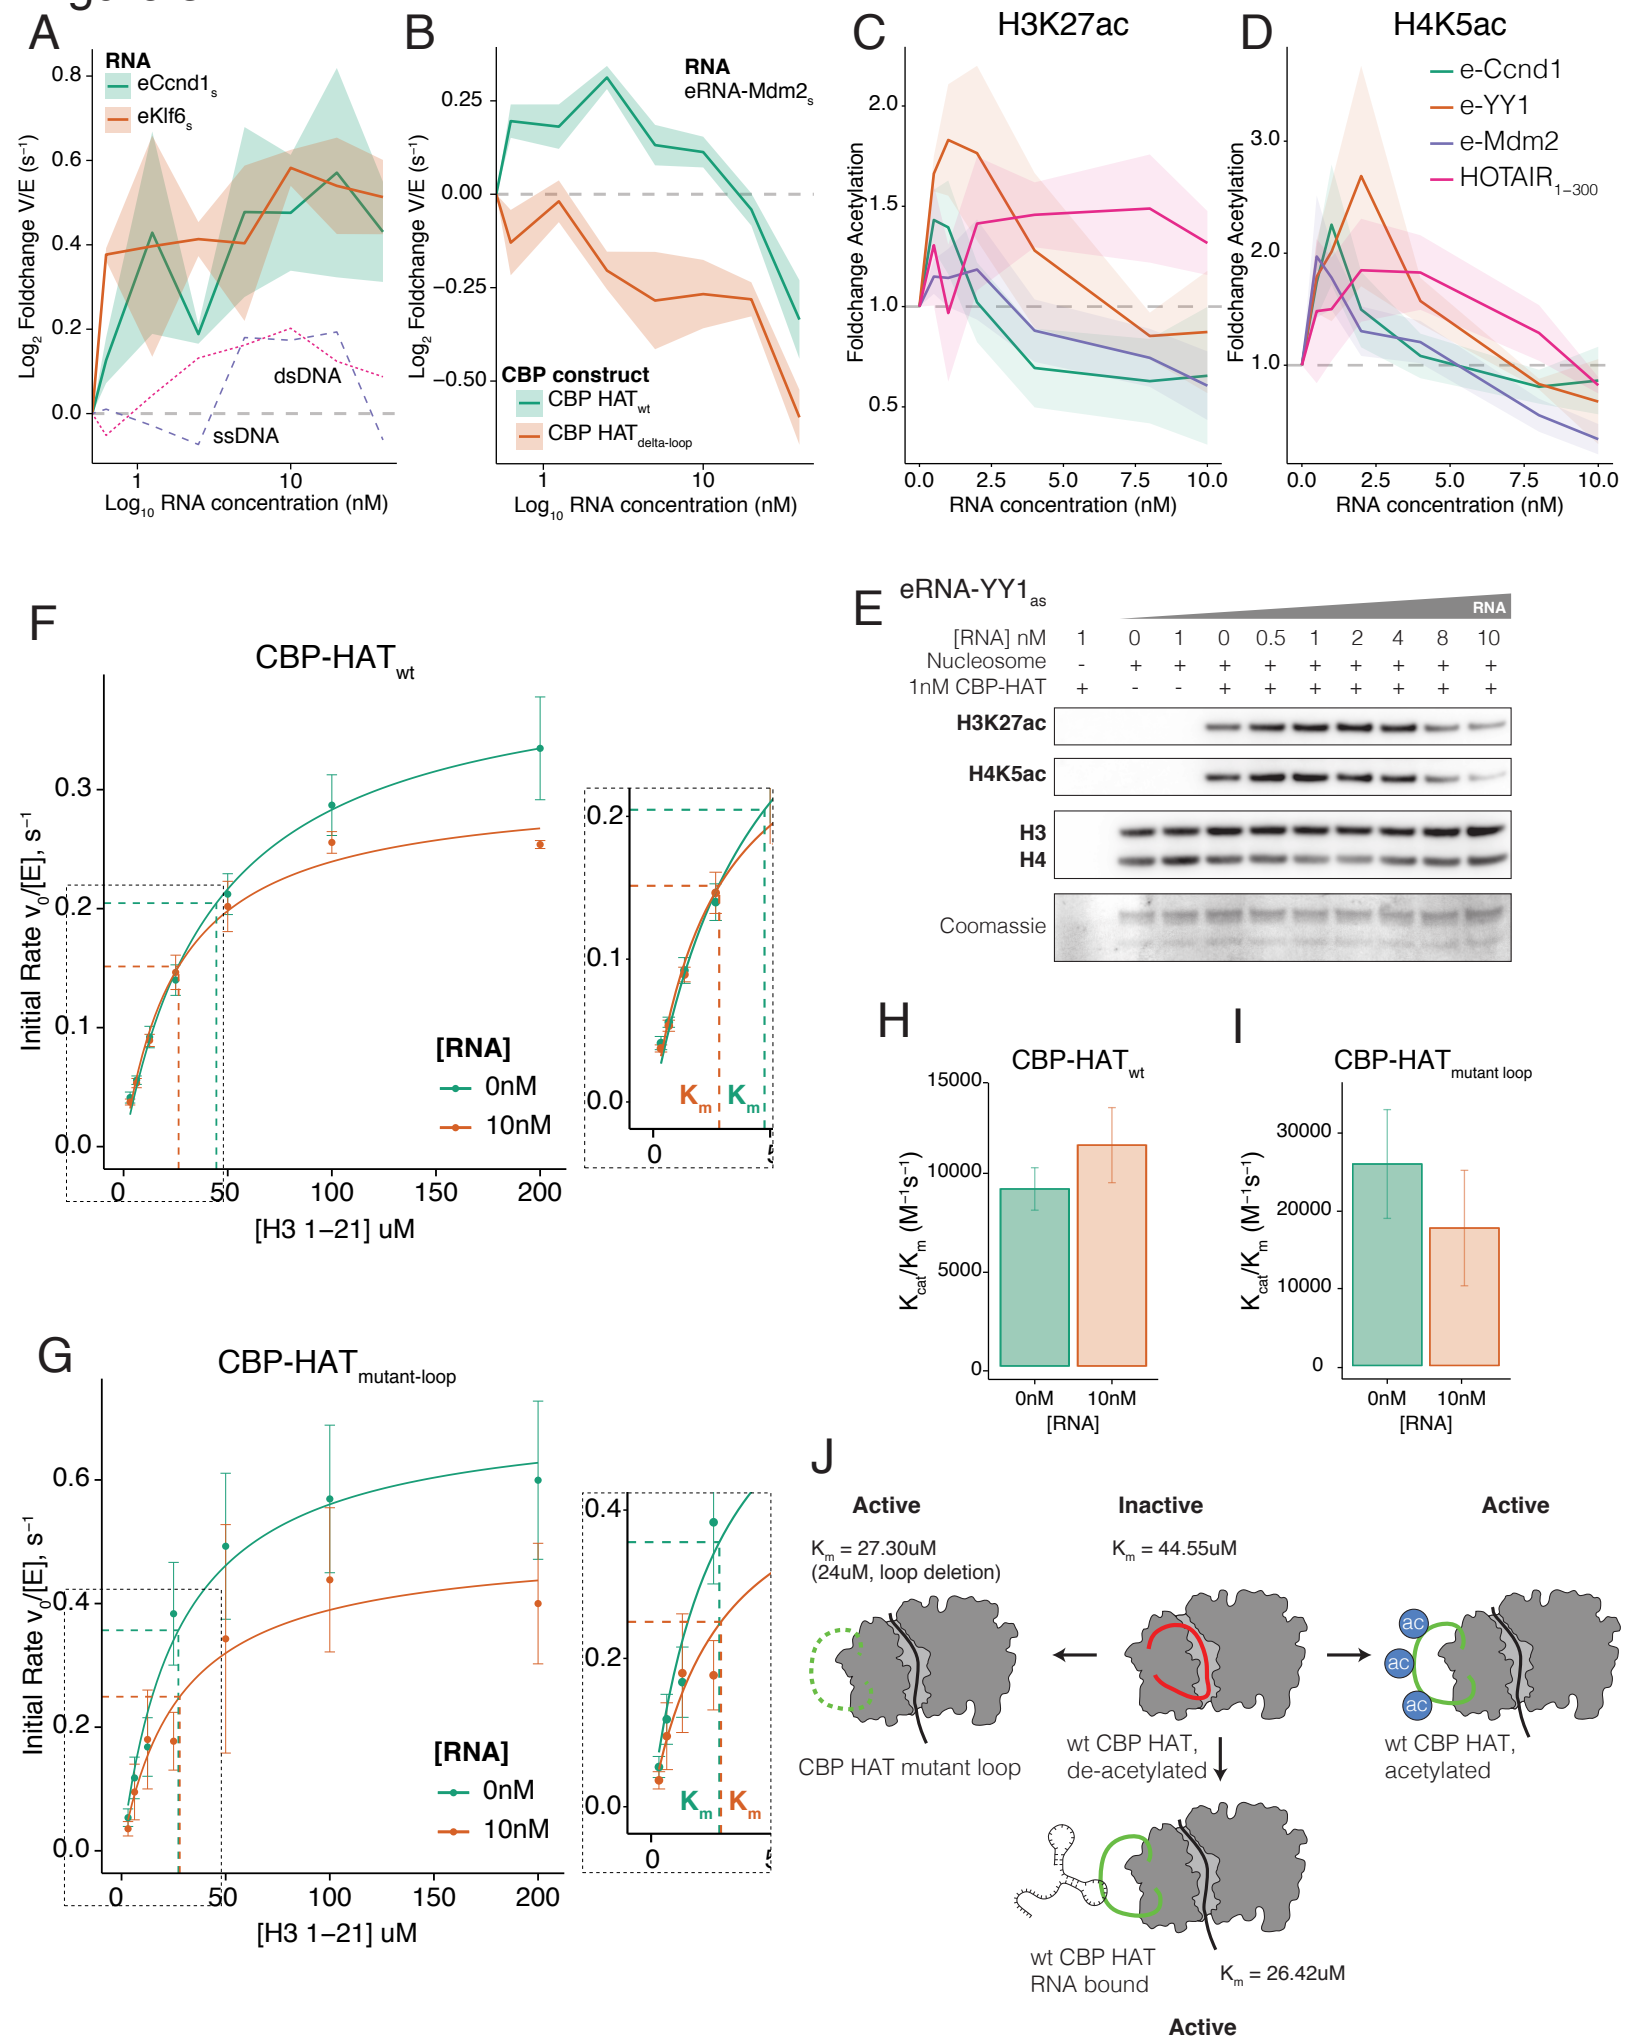 A
RNA
eCcnd1s
eKlf6s
0.8
0.6
0.4
0.2
0.0
Log2 Foldchange V/E (s−1)
dsDNA
ssDNA
1 10
Log10 RNA concentration (nM)
B
RNA
eRNA-Mdm2s
0.25
0.00
−0.25
−0.50
Log2 Foldchange V/E (s−1)
CBP construct
CBP HATwt
CBP HATdelta-loop
1 10
Log10 RNA concentration (nM)
C
H3K27ac
2.0
1.5
1.0
0.5
Foldchange Acetylation
0.0 2.5 5.0 7.5 10.0
RNA concentration (nM)
D
H4K5ac
e-Ccnd1
e-YY1
e-Mdm2
HOTAIR1−300
3.0
2.0
1.0
Foldchange Acetylation
0.0 2.5 5.0 7.5 10.0
RNA concentration (nM)
E
eRNA-YY1as
RNA
[RNA] nM 1 0 1 0 0.5 1 2 4 8 10
Nucleosome - + + + + + + + + +
1nM CBP-HAT + - - + + + + + + +
H3K27ac
H4K5ac
H3
H4
Coomassie
F
CBP-HATwt
0.3
0.2
0.1
0.0
Initial Rate v0/[E], s−1
[RNA]
0nM
10nM
0 50 100 150 200
[H3 1−21] uM
0.2
0.1
0.0
Km Km
0
G
CBP-HATmutant-loop
0.6
0.4
0.2
0.0
Initial Rate v0/[E], s−1
[RNA]
0nM
10nM
0 50 100 150 200
[H3 1−21] uM
0.4
0.2
0.0
Km Km
0
H
CBP-HATwt
15000
10000
5000
0
Kcat/Km (M−1s−1)
0nM 10nM
[RNA]
I
CBP-HATmutant loop
30000
20000
10000
0
Kcat/Km (M−1s−1)
0nM 10nM
[RNA]
J
Active
Km = 27.30uM
(24uM, loop deletion)
CBP HAT mutant loop
Inactive
Km = 44.55uM
wt CBP HAT,
de-acetylated
Active
ac
ac
ac
wt CBP HAT,
acetylated
wt CBP HAT
RNA bound
Km = 26.42uM
Active